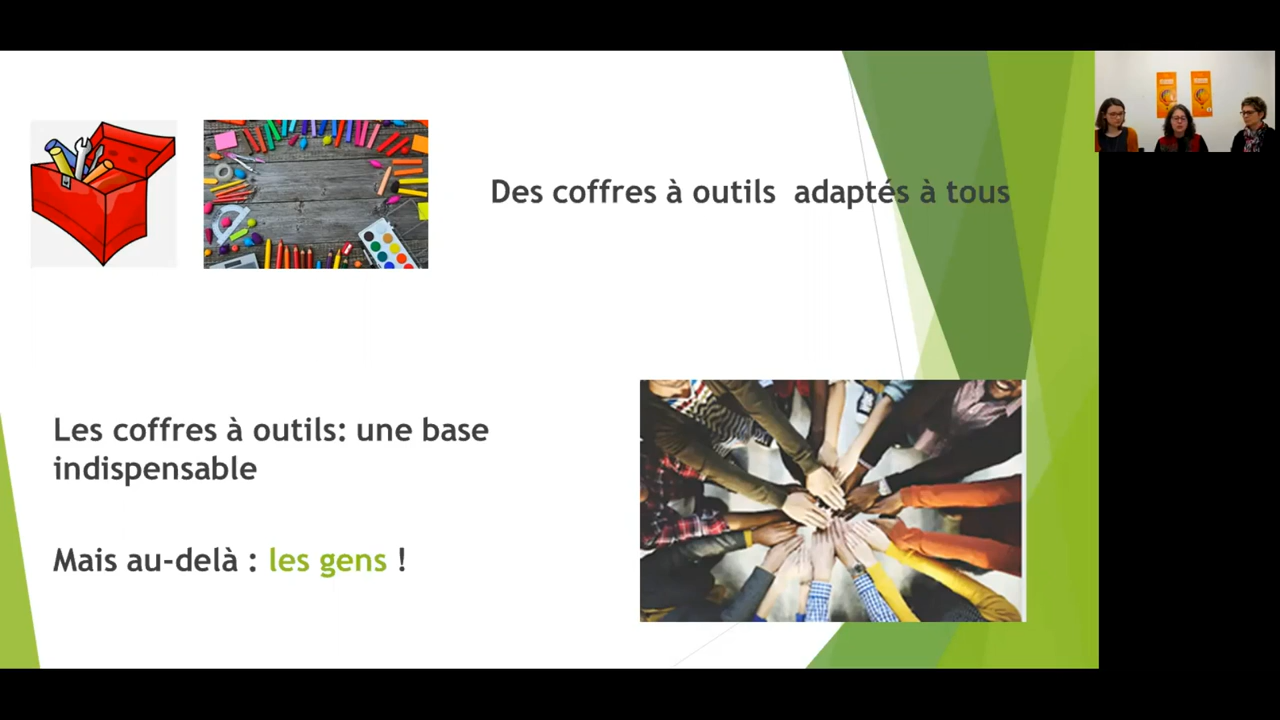 Des coffres à outils  adaptés à tous
Les coffres à outils: une base
indispensable
Mais au-delà : les gens !